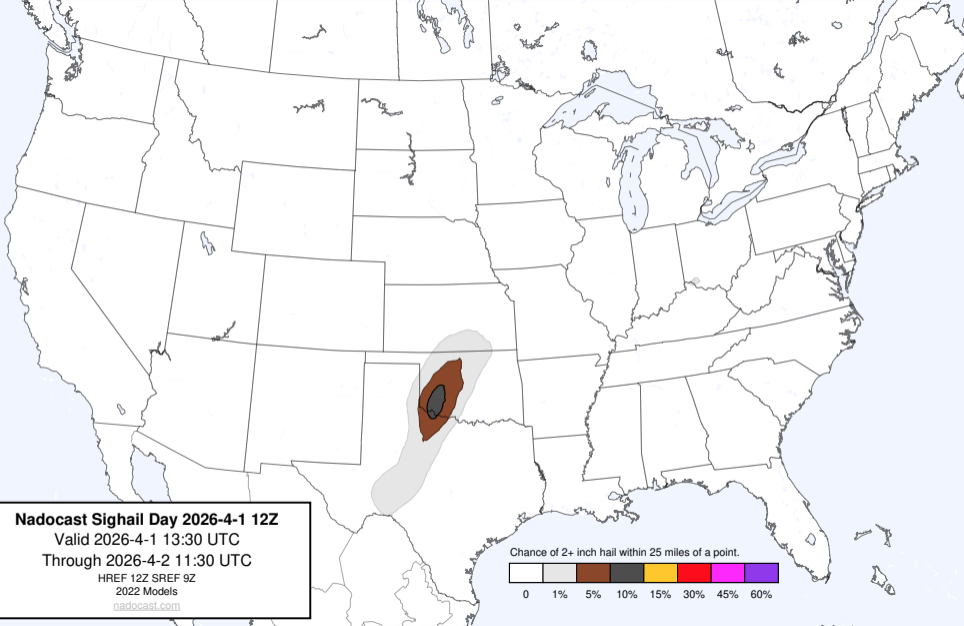 Nadocast Sighail Day 2026-4-1 12Z
Valid 2026-4-1 13:30 UTC
Through 2026-4-2 11:30 UTC
HREF 12Z SREF 9Z
2022 Models
nadocast.com
Chance of 2+ inch hail within 25 miles of a point.
0 1% 5% 10% 15% 30% 45% 60%